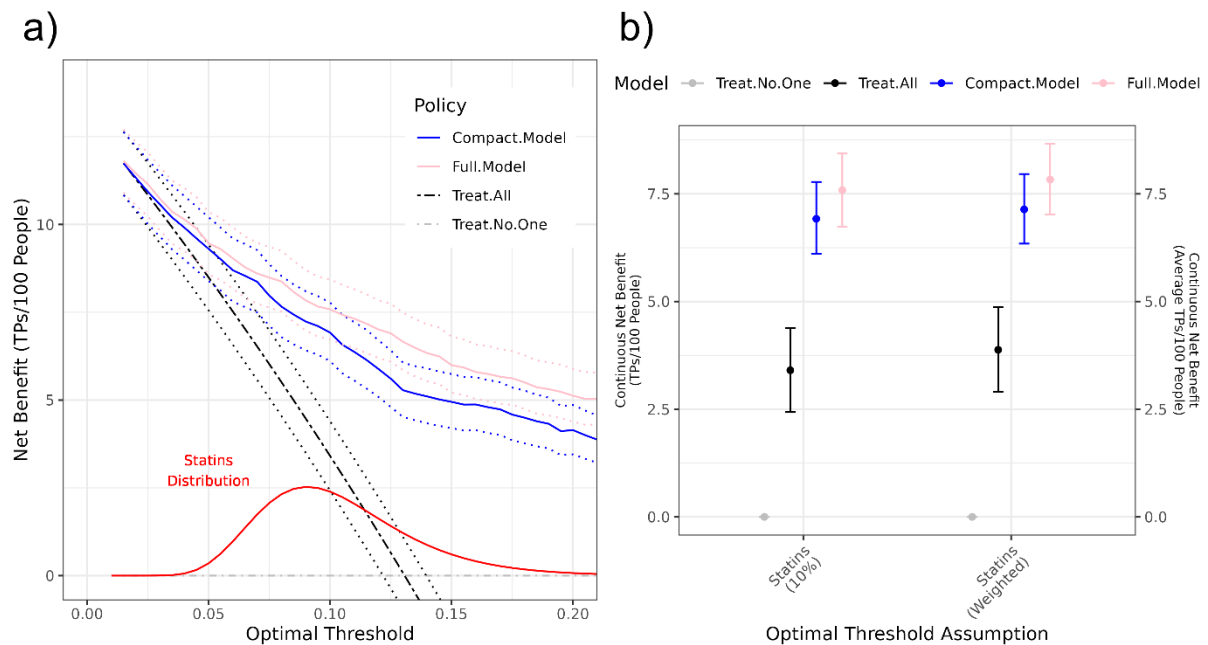 a)
Net Benefit (TPs/100 People)
10
5
0
0.00
0.05
0.10
0.15
0.20
Optimal Threshold
Policy
Compact.Model
Full.Model
Treat.All
Treat.No.One
Statins
Distribution
b)
Model
Treat.No.One
Treat.All
Compact.Model
Full.Model
Continuous Net Benefit
(TPs/100 People)
7.5
5.0
2.5
0.0
7.5
5.0
2.5
0.0
Continuous Net Benefit
(Average TPs/100 People)
Statins
(10%)
Statins
(Weighted)
Optimal Threshold Assumption